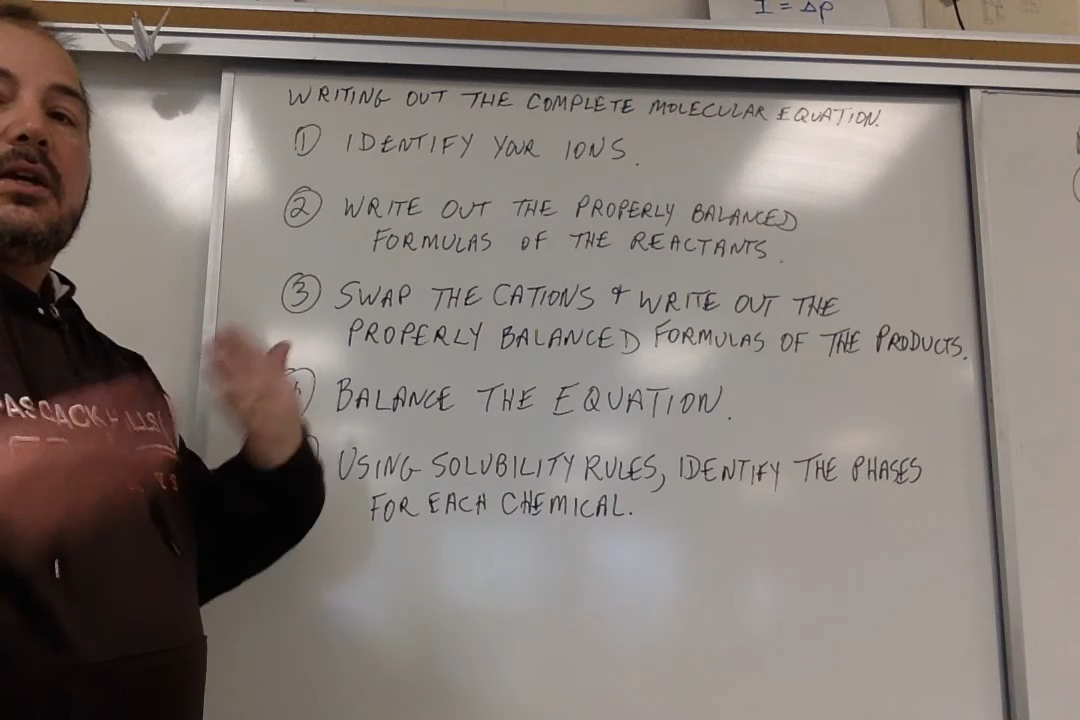 I = Δp
WRITING OUT THE COMPLETE MOLECULAR EQUATION.
① IDENTIFY YOUR IONS.
② WRITE OUT THE PROPERLY BALANCED
FORMULAS OF THE REACTANTS.
③ SWAP THE CATIONS & WRITE OUT THE
PROPERLY BALANCED FORMULAS OF THE PRODUCTS.
BALANCE THE EQUATION.
USING SOLUBILITY RULES, IDENTIFY THE PHASES
FOR EACH CHEMICAL.